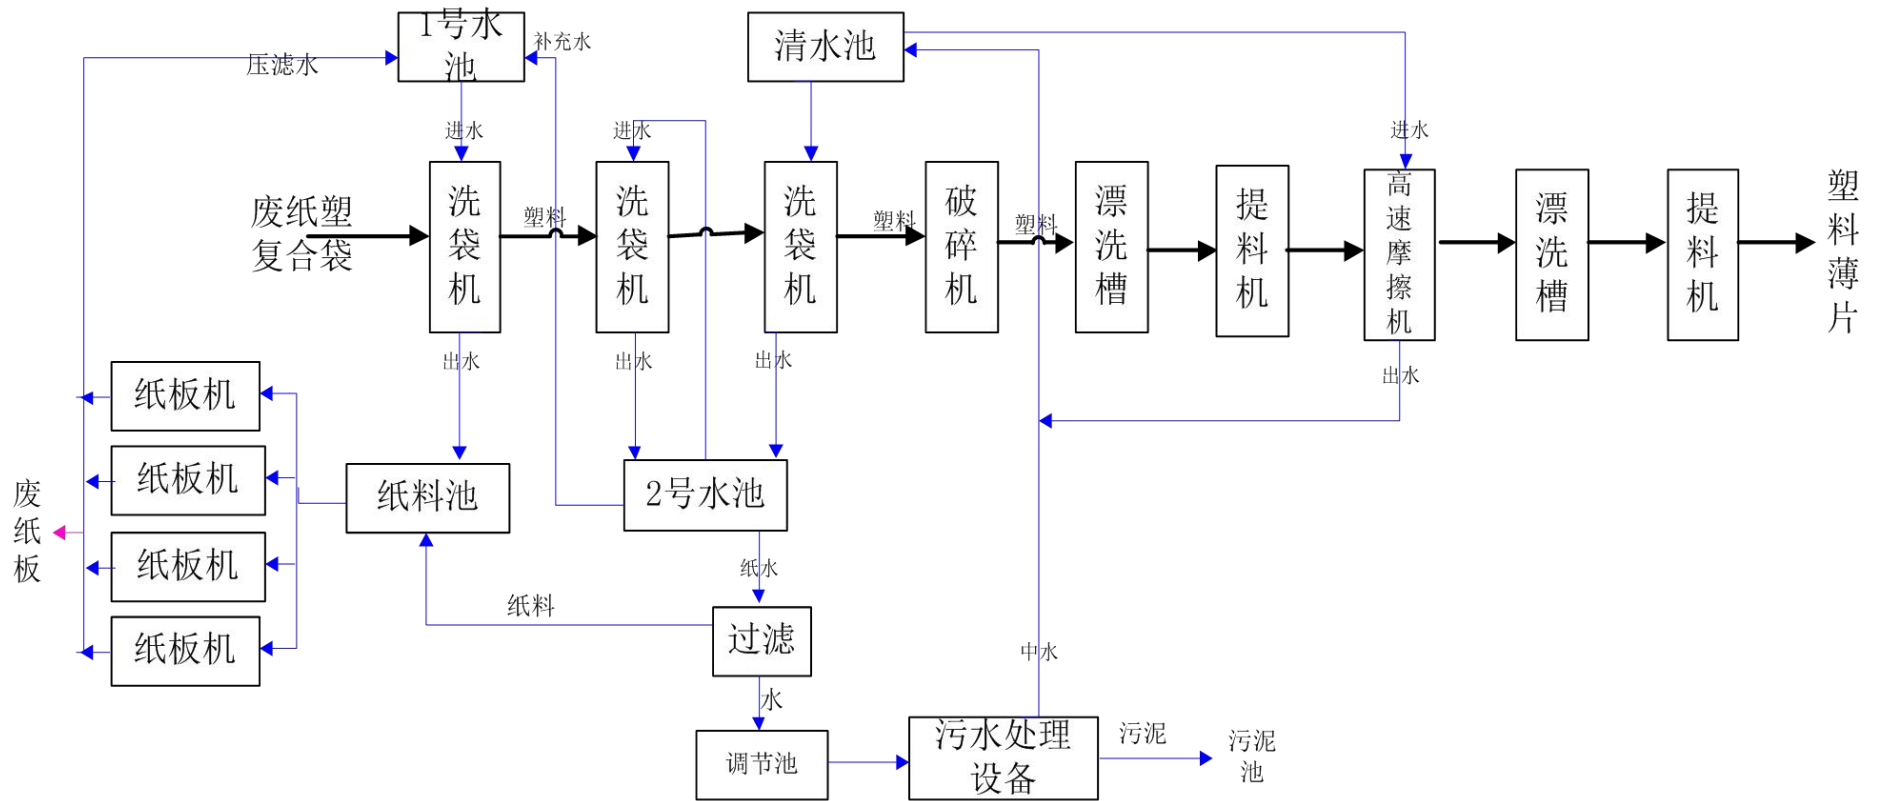 1号水
池
清水池
补充水
压滤水
进水
进水
进水
废纸塑
复合袋
洗袋机
塑料
洗袋机
洗袋机
塑料
破碎机
塑料
漂洗槽
提料机
高速摩擦机
漂洗槽
提料机
塑料薄片
出水
出水
出水
出水
纸板机
纸板机
纸板机
纸板机
废纸板
纸料池
2号水池
纸水
纸料
过滤
水
中水
调节池
污水处理
设备
污泥
污泥
池